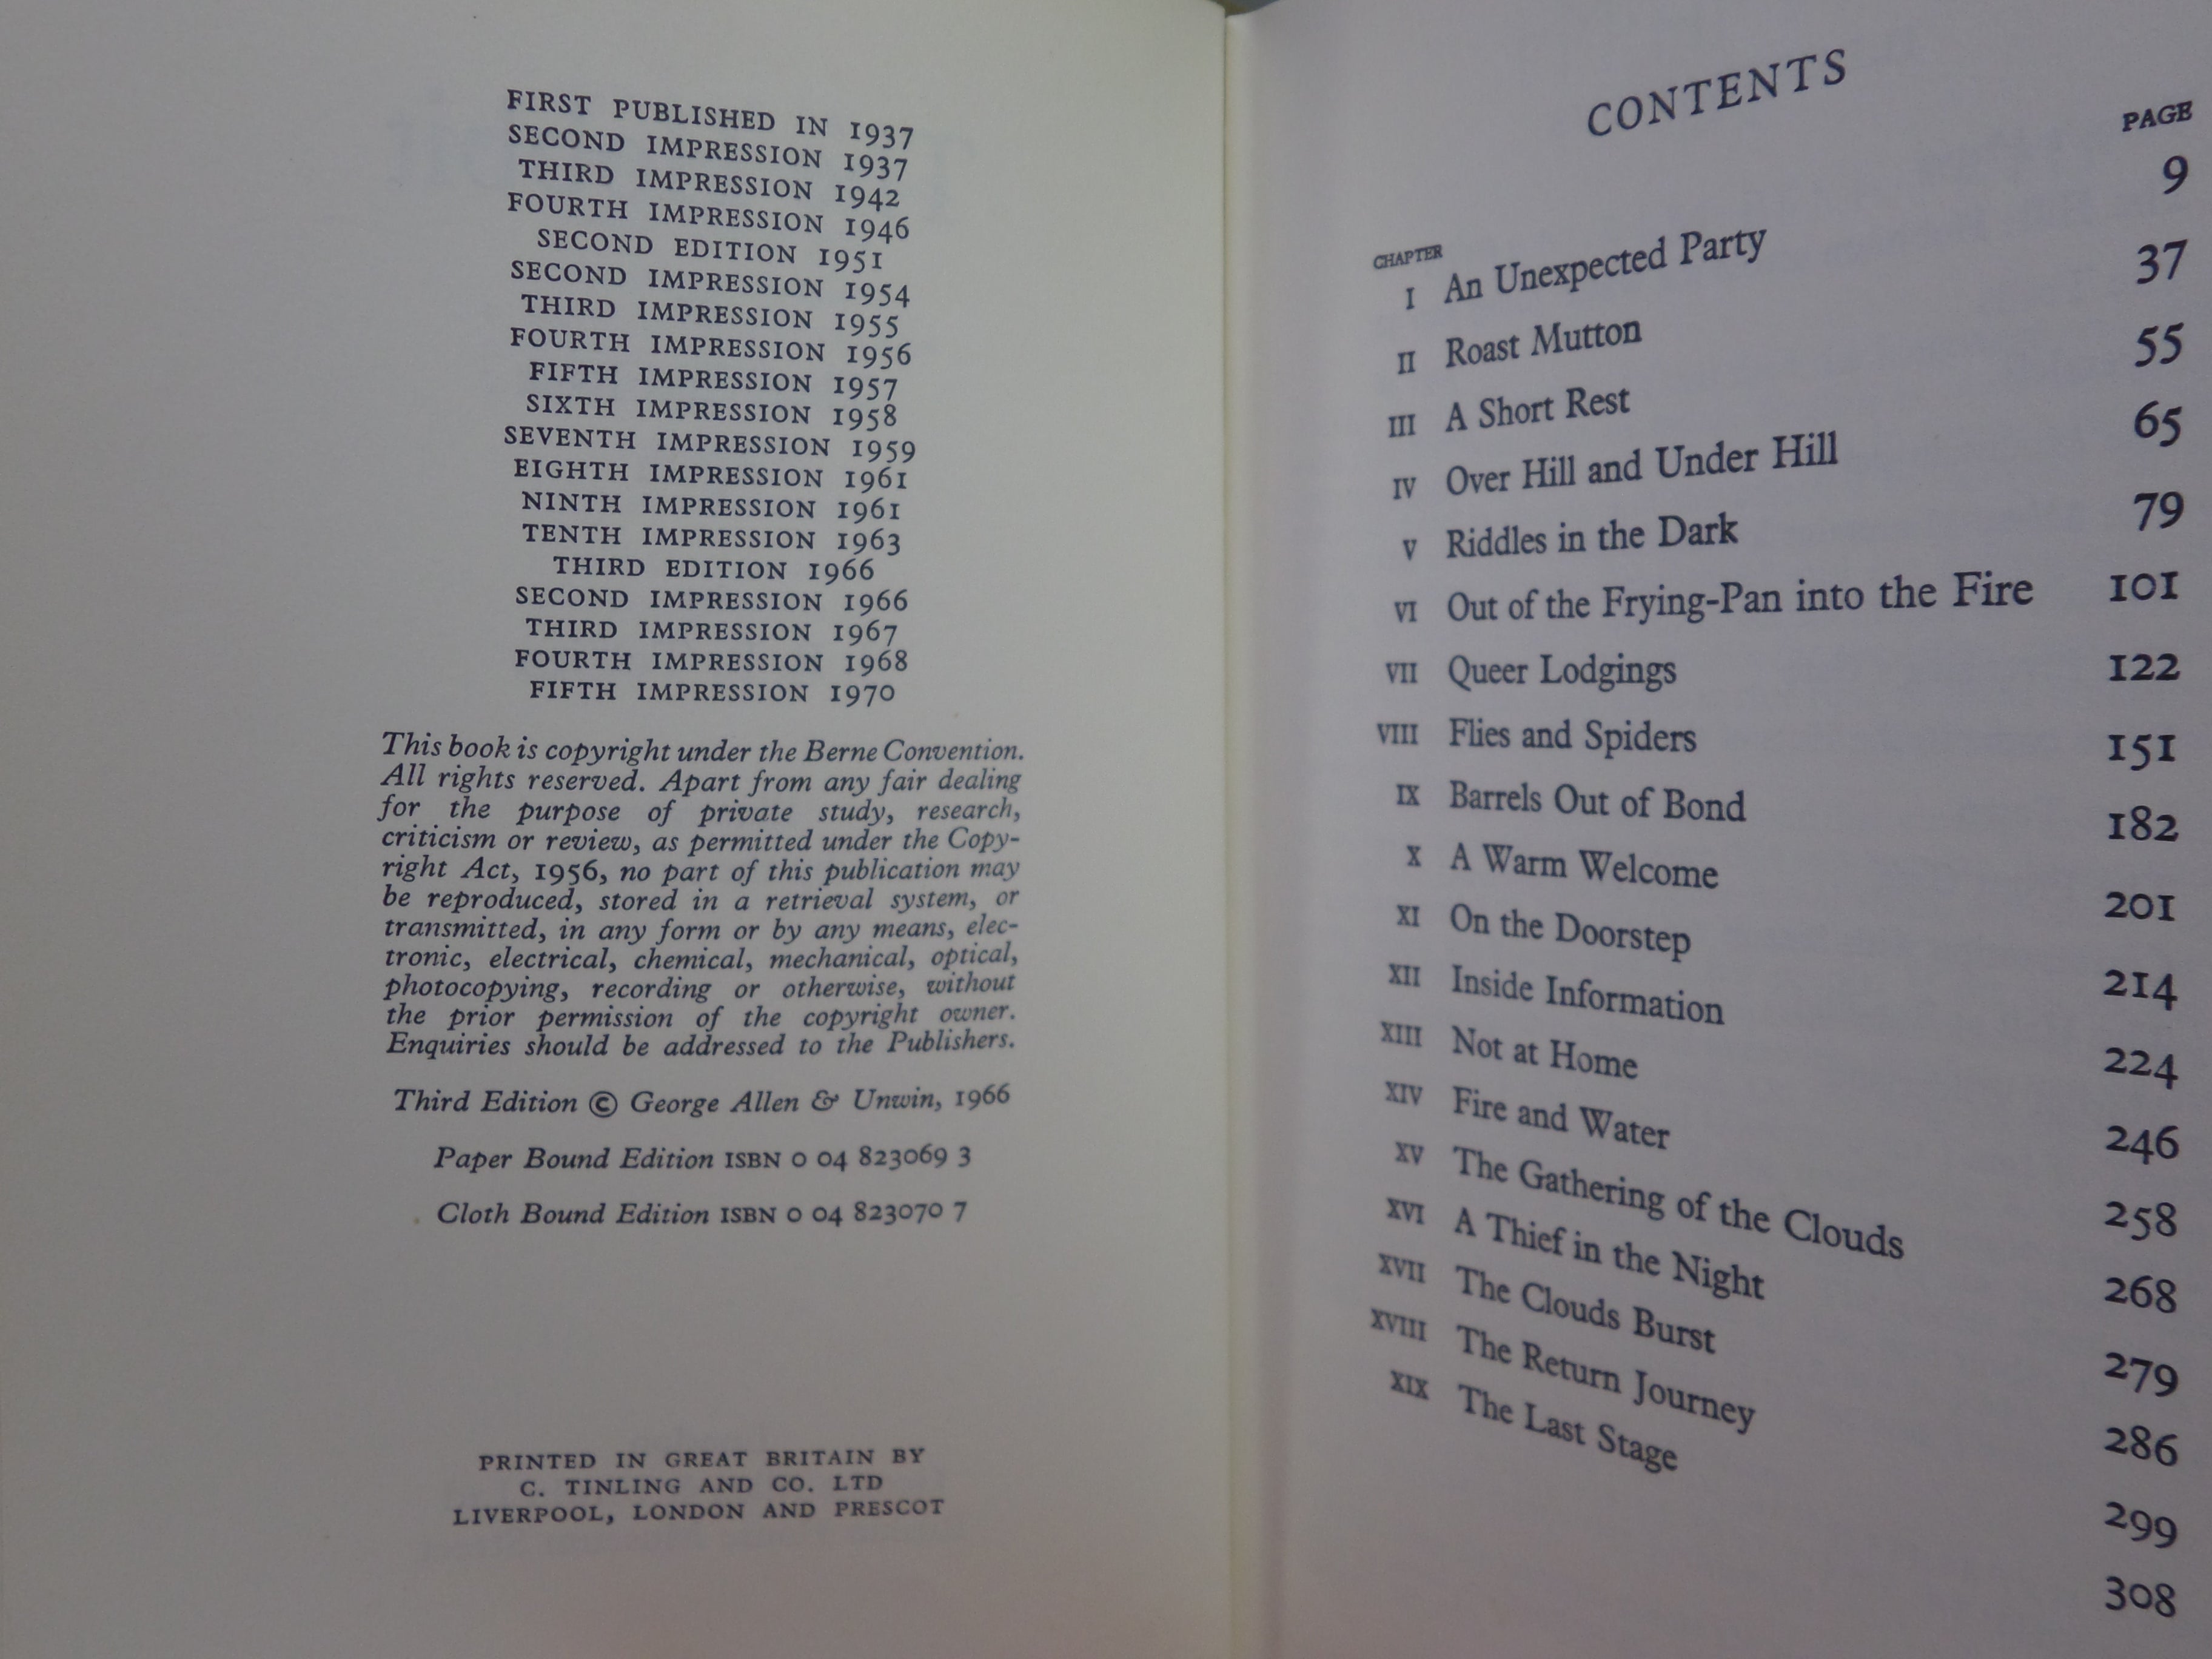 FIRST PUBLISHED IN 1937
SECOND IMPRESSION 1937
THIRD IMPRESSION 1942
FOURTH IMPRESSION 1946
SECOND EDITION 1951
SECOND IMPRESSION 1954
THIRD IMPRESSION 1955
FOURTH IMPRESSION 1956
FIFTH IMPRESSION 1957
SIXTH IMPRESSION 1958
SEVENTH IMPRESSION 1959
EIGHTH IMPRESSION 1961
NINTH IMPRESSION 1961
TENTH IMPRESSION 1963
THIRD EDITION 1966
SECOND IMPRESSION 1966
THIRD IMPRESSION 1967
FOURTH IMPRESSION 1968
FIFTH IMPRESSION 1970
This book is copyright under the Berne Convention.
All rights reserved. Apart from any fair dealing
for the purpose of private study, research,
criticism or review, as permitted under the Copy-
right Act, 1956, no part of this publication may
be reproduced, stored in a retrieval system, or
transmitted, in any form or by any means, elec-
tronic, electrical, chemical, mechanical, optical,
photocopying, recording or otherwise, without
the prior permission of the copyright owner.
Enquiries should be addressed to the Publishers.
Third Edition © George Allen & Unwin, 1966
Paper Bound Edition ISBN 0 04 823069 3
Cloth Bound Edition ISBN 0 04 823070 7
PRINTED IN GREAT BRITAIN BY
C. TINLING AND CO. LTD
LIVERPOOL, LONDON AND PRESCOT
CONTENTS
CHAPTER PAGE
I An Unexpected Party 9
II Roast Mutton 37
III A Short Rest 55
IV Over Hill and Under Hill 65
V Riddles in the Dark 79
VI Out of the Frying-Pan into the Fire 101
VII Queer Lodgings 122
VIII Flies and Spiders 151
IX Barrels Out of Bond 182
X A Warm Welcome 201
XI On the Doorstep 214
XII Inside Information 224
XIII Not at Home 246
XIV Fire and Water 258
XV The Gathering of the Clouds 268
XVI A Thief in the Night 279
XVII The Clouds Burst 286
XVIII The Return Journey 299
XIX The Last Stage 308